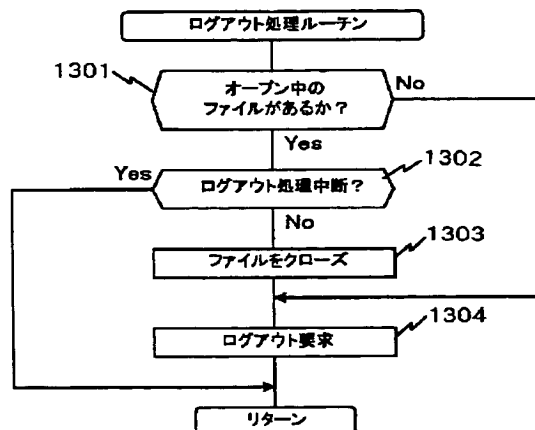 ログアウト処理ルーチン
1301
オープン中の
ファイルがあるか？
No
Yes
1302
Yes
ログアウト処理中断？
No
1303
ファイルをクローズ
1304
ログアウト要求
リターン